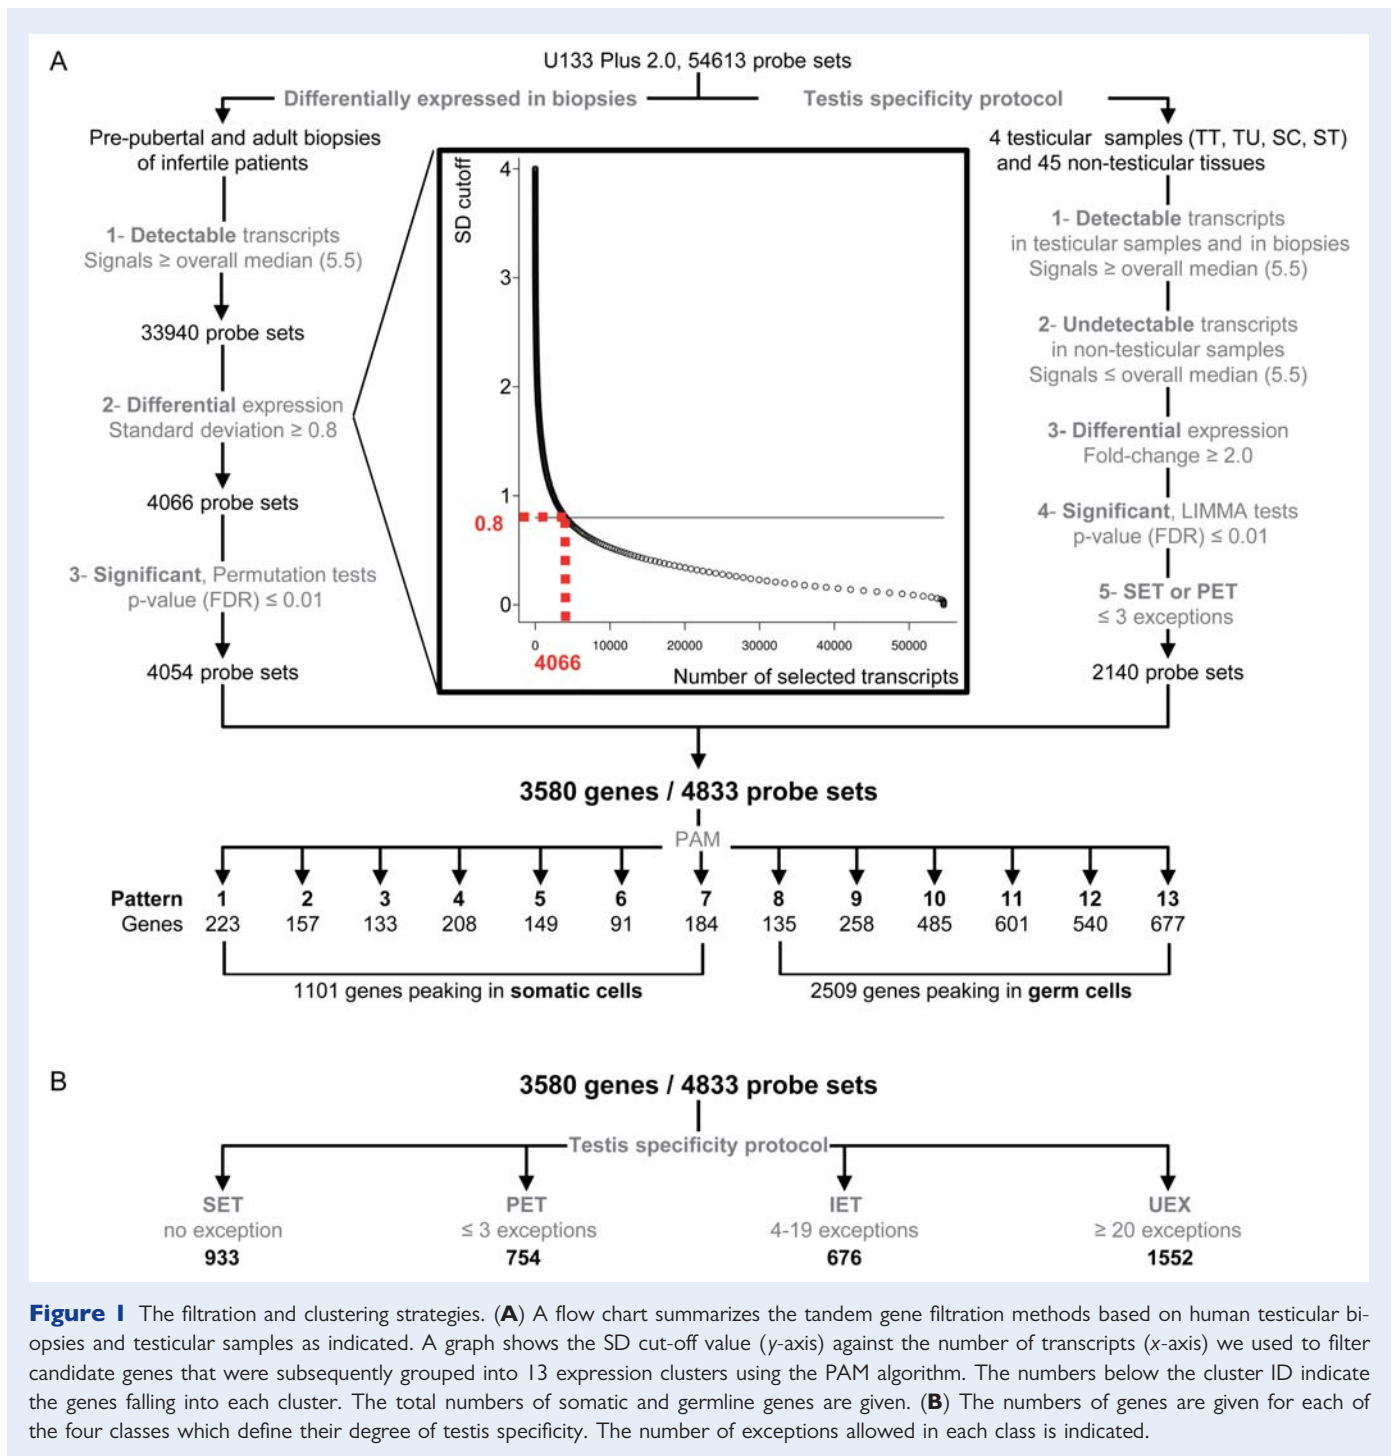 A
U133 Plus 2.0, 54613 probe sets
Differentially expressed in biopsies
Testis specificity protocol
Pre-pubertal and adult biopsies
of infertile patients
1- Detectable transcripts
Signals ≥ overall median (5.5)
33940 probe sets
2- Differential expression
Standard deviation ≥ 0.8
4066 probe sets
3- Significant, Permutation tests
p-value (FDR) ≤ 0.01
4054 probe sets
SD cutoff
4
3
2
1
0.8
0
0 10000 20000 30000 40000 50000
4066
Number of selected transcripts
4 testicular samples (TT, TU, SC, ST)
and 45 non-testicular tissues
1- Detectable transcripts
in testicular samples and in biopsies
Signals ≥ overall median (5.5)
2- Undetectable transcripts
in non-testicular samples
Signals ≤ overall median (5.5)
3- Differential expression
Fold-change ≥ 2.0
4- Significant, LIMMA tests
p-value (FDR) ≤ 0.01
5- SET or PET
≤ 3 exceptions
2140 probe sets
3580 genes / 4833 probe sets
PAM
Pattern 1 2 3 4 5 6 7 8 9 10 11 12 13
Genes 223 157 133 208 149 91 184 135 258 485 601 540 677
1101 genes peaking in somatic cells
2509 genes peaking in germ cells
B
3580 genes / 4833 probe sets
Testis specificity protocol
SET PET IET UEX
no exception ≤ 3 exceptions 4-19 exceptions ≥ 20 exceptions
933 754 676 1552
Figure 1 The filtration and clustering strategies. (A) A flow chart summarizes the tandem gene filtration methods based on human testicular bi-
opsies and testicular samples as indicated. A graph shows the SD cut-off value (y-axis) against the number of transcripts (x-axis) we used to filter
candidate genes that were subsequently grouped into 13 expression clusters using the PAM algorithm. The numbers below the cluster ID indicate
the genes falling into each cluster. The total numbers of somatic and germline genes are given. (B) The numbers of genes are given for each of
the four classes which define their degree of testis specificity. The number of exceptions allowed in each class is indicated.